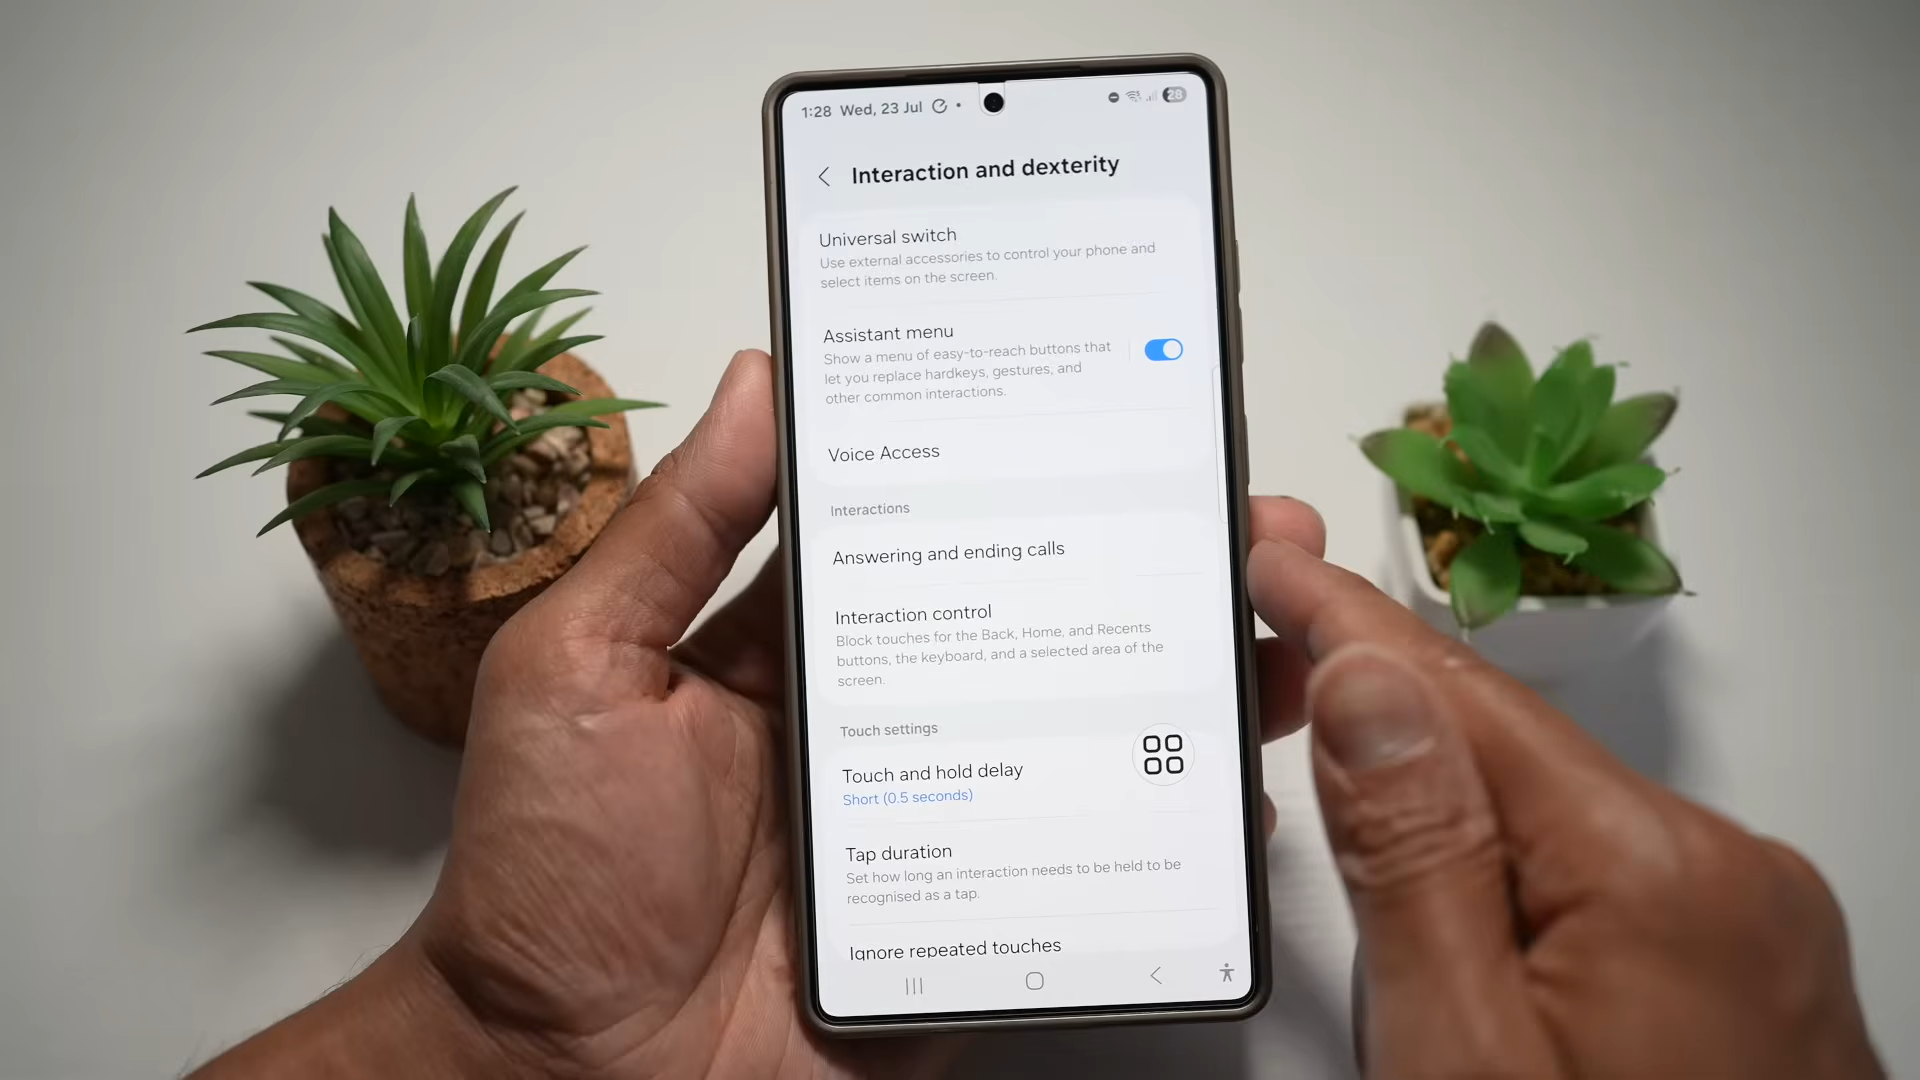 1:28 Wed, 23 Jul
28
Interaction and dexterity
Universal switch
Use external accessories to control your phone and
select items on the screen.
Assistant menu
Show a menu of easy-to-reach buttons that
let you replace hardkeys, gestures, and
other common interactions.
Voice Access
Interactions
Answering and ending calls
Interaction control
Block touches for the Back, Home, and Recents
buttons, the keyboard, and a selected area of the
screen.
Touch settings
Touch and hold delay
Short (0.5 seconds)
Tap duration
Set how long an interaction needs to be held to be
recognised as a tap.
Ignore repeated touches